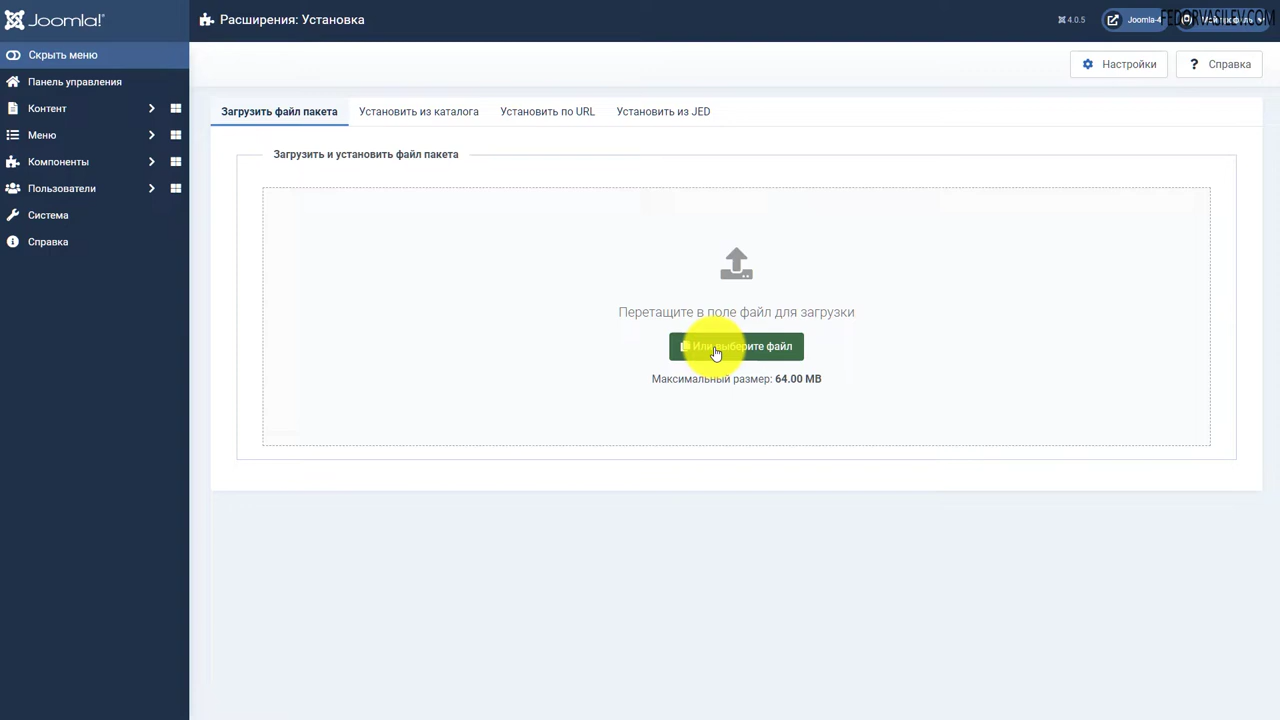 Joomla!®
Расширения: Установка
4.0.5
Joomla-4
FEDORVASILEV.COM
Скрыть меню
Панель управления
Контент
Меню
Компоненты
Пользователи
Система
Справка
Настройки
? Справка
Загрузить файл пакета
Установить из каталога
Установить по URL
Установить из JED
Загрузить и установить файл пакета
Перетащите в поле файл для загрузки
Или выберите файл
Максимальный размер: 64.00 MB